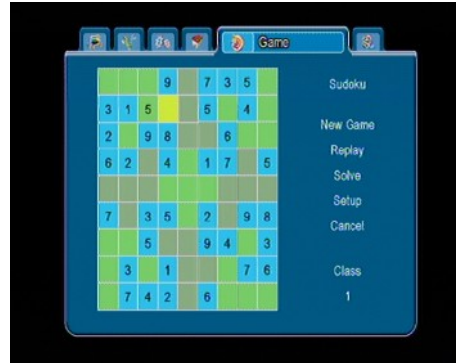 Game
9 7 3 5
3 1 5 5 4
2 9 8 6
6 2 4 1 7 5
7 3 5 2 9 8
5 9 4 3
3 1 7 6
7 4 2 6
Sudoku
New Game
Replay
Solve
Setup
Cancel
Class
1